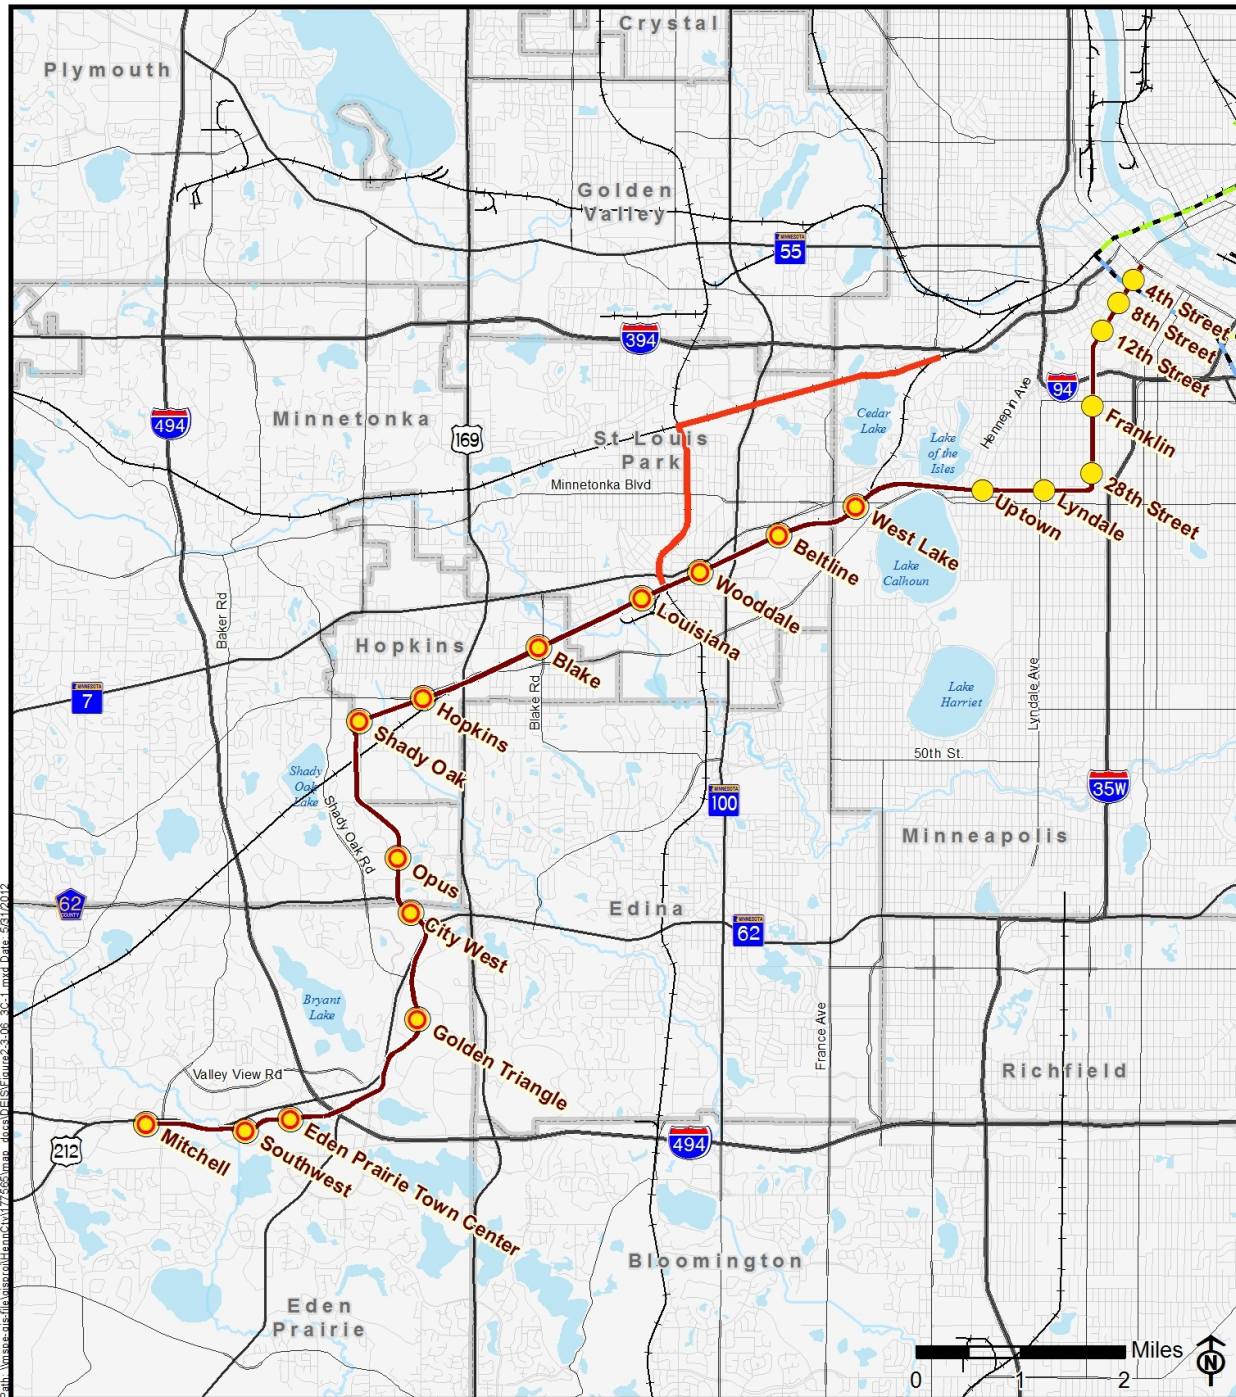 Crystal
Plymouth
Golden
Valley
MINNESOTA
55
4th Street
8th Street
12th Street
394
94
Hennepin Ave
494
Minnetonka
169
Cedar
Lake
Franklin
St Louis
Park
Lake
of the
Isles
Minnetonka Blvd
28th Street
Uptown
Lyndale
West Lake
Beltline
Lake
Calhoun
Wooddale
Louisiana
Baker Rd
Hopkins
Blake
MINNESOTA
7
Blake Rd
Lake
Harriet
Lyndale Ave
Hopkins
Shady Oak
50th St.
Shady
Oak
Lake
Shady Oak Rd
MINNESOTA
100
35W
Minneapolis
Opus
62
COUNTY
Edina
City West
MINNESOTA
62
Bryant
Lake
Golden Triangle
France Ave
Valley View Rd
Richfield
212
Mitchell
Southwest
Eden Prairie Town Center
494
Bloomington
Eden
Prairie
Miles
0 1 2
N